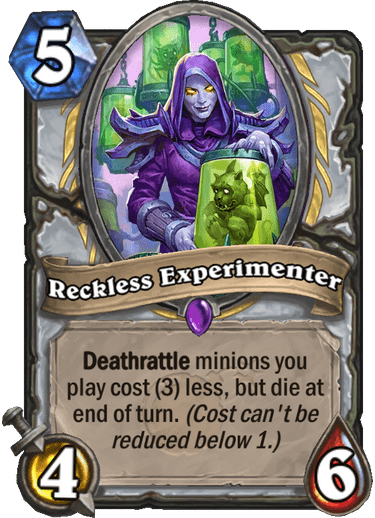 5
Reckless Experimenter
Deathrattle minions you
play cost (3) less, but die at
end of turn. (Cost can't be
reduced below 1.)
4
6